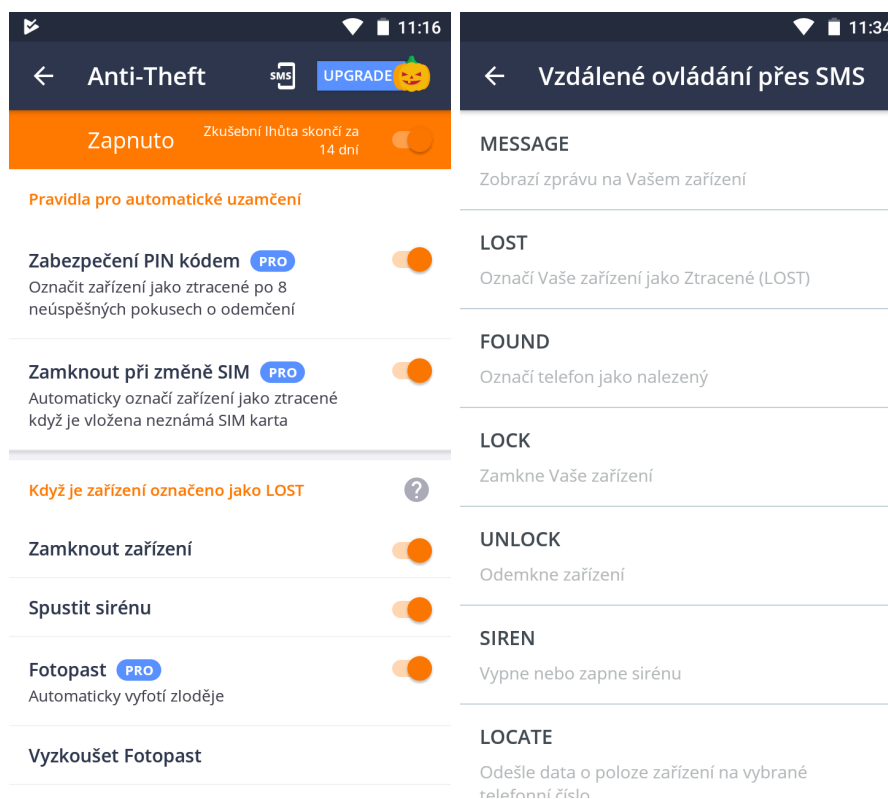 11:16
Anti-Theft
SMS
UPGRADE
Zapnuto
Zkušební lhůta skončí za
14 dní
Pravidla pro automatické uzamčení
Zabezpečení PIN kódem PRO
Označit zařízení jako ztracené po 8
neúspěšných pokusech o odemčení
Zamknout při změně SIM PRO
Automaticky označí zařízení jako ztracené
když je vložena neznámá SIM karta
Když je zařízení označeno jako LOST
?
Zamknout zařízení
Spustit sirénu
Fotopast PRO
Automaticky vyfotí zloděje
Vyzkoušet Fotopast
11:34
Vzdálené ovládání přes SMS
MESSAGE
Zobrazí zprávu na Vašem zařízení
LOST
Označí Vaše zařízení jako Ztracené (LOST)
FOUND
Označí telefon jako nalezený
LOCK
Zamkne Vaše zařízení
UNLOCK
Odemkne zařízení
SIREN
Vypne nebo zapne sirénu
LOCATE
Odešle data o poloze zařízení na vybrané
telefonní číslo